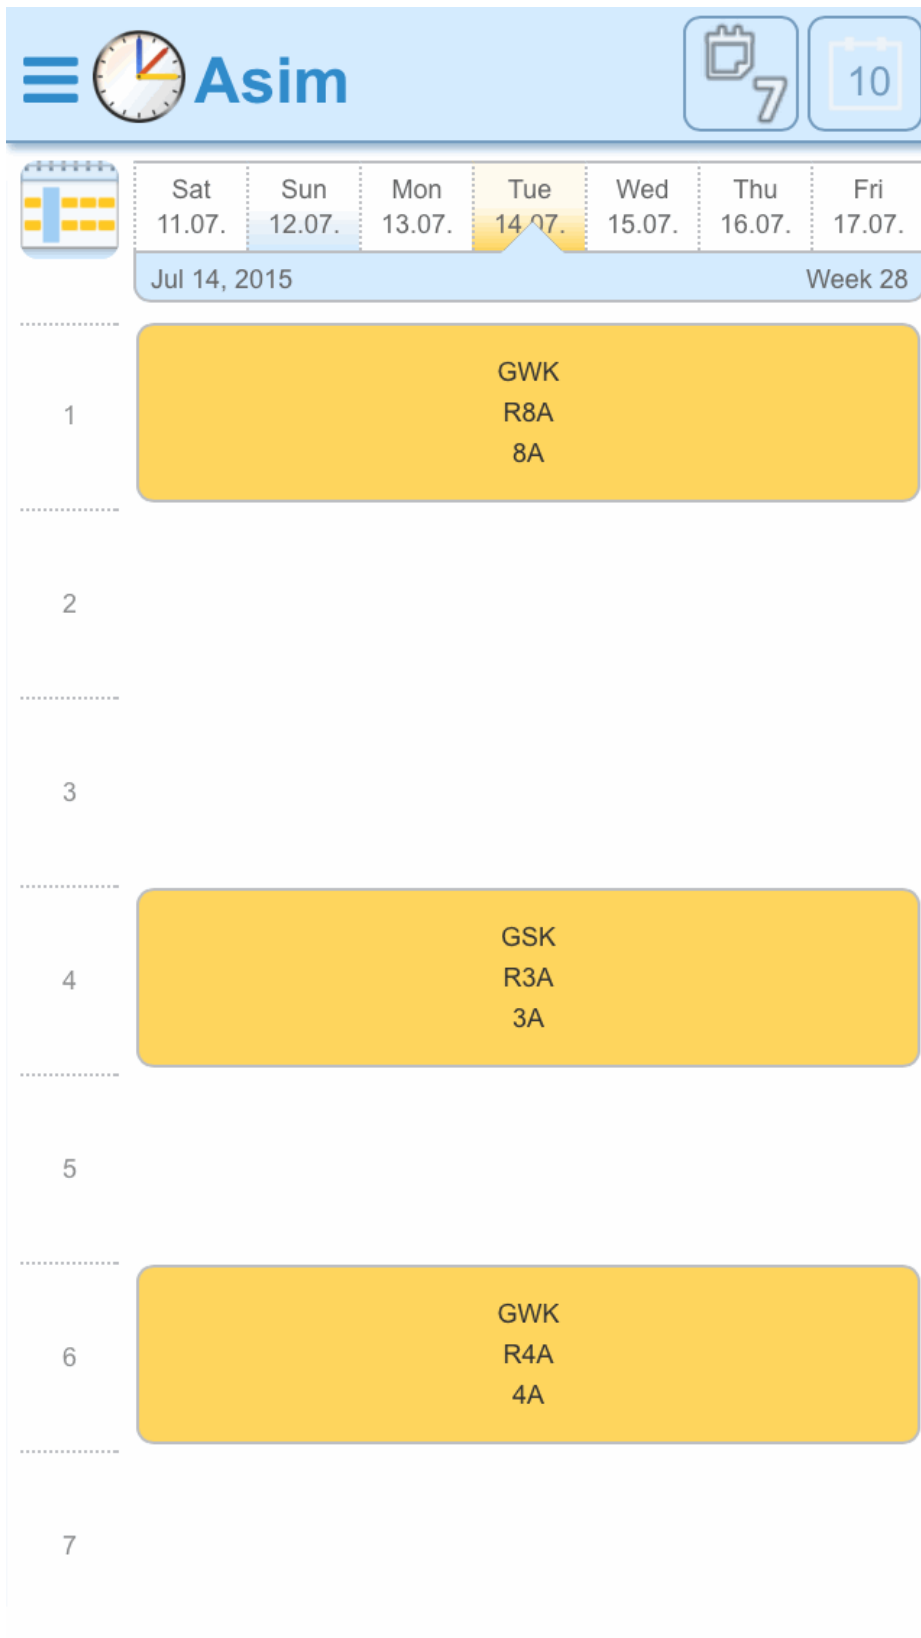 Asim
7
10
Sat Sun Mon Tue Wed Thu Fri
11.07. 12.07. 13.07. 14.07. 15.07. 16.07. 17.07.
Jul 14, 2015 Week 28
1
GWK
R8A
8A
2
3
4
GSK
R3A
3A
5
6
GWK
R4A
4A
7